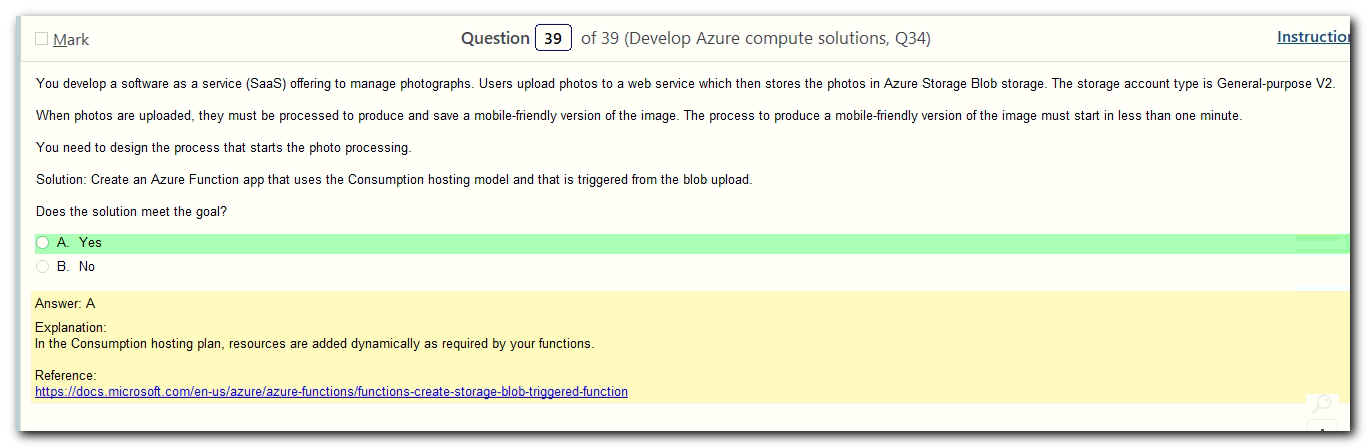 Mark
Question 39 of 39 (Develop Azure compute solutions, Q34)
Instruction
You develop a software as a service (SaaS) offering to manage photographs. Users upload photos to a web service which then stores the photos in Azure Storage Blob storage. The storage account type is General-purpose V2.
When photos are uploaded, they must be processed to produce and save a mobile-friendly version of the image. The process to produce a mobile-friendly version of the image must start in less than one minute.
You need to design the process that starts the photo processing.
Solution: Create an Azure Function app that uses the Consumption hosting model and that is triggered from the blob upload.
Does the solution meet the goal?
A. Yes
B. No
Answer: A
Explanation:
In the Consumption hosting plan, resources are added dynamically as required by your functions.
Reference:
https://docs.microsoft.com/en-us/azure/azure-functions/functions-create-storage-blob-triggered-function